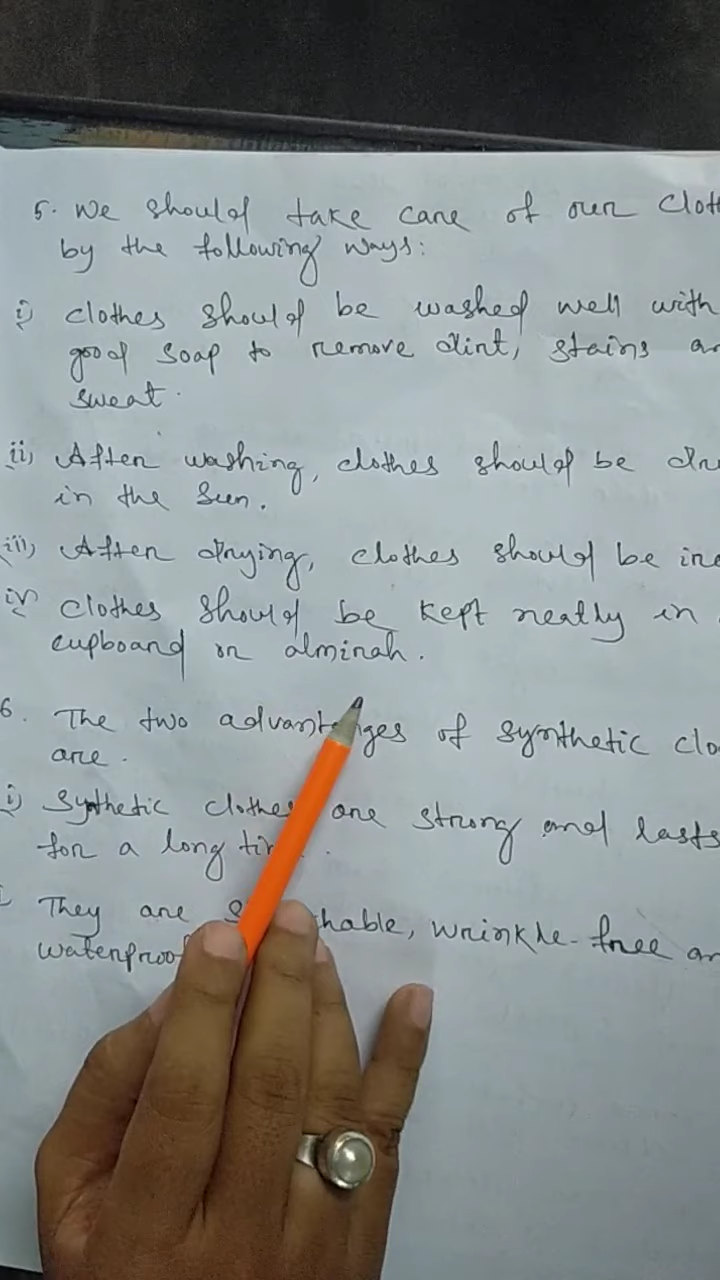 5. We should take care of our
by the following ways:
i) clothes should be washed well with
good soap to remove dirt, stains
sweat.
ii) After washing, clothes should be
in the sun.
iii) After drying, clothes should be
iv) clothes should be kept neatly in
cupboard or almirah.
6. The two advantages of synthetic
are.
i) Synthetic clothes are strong and lasts
for a long
They are wrinkle-free